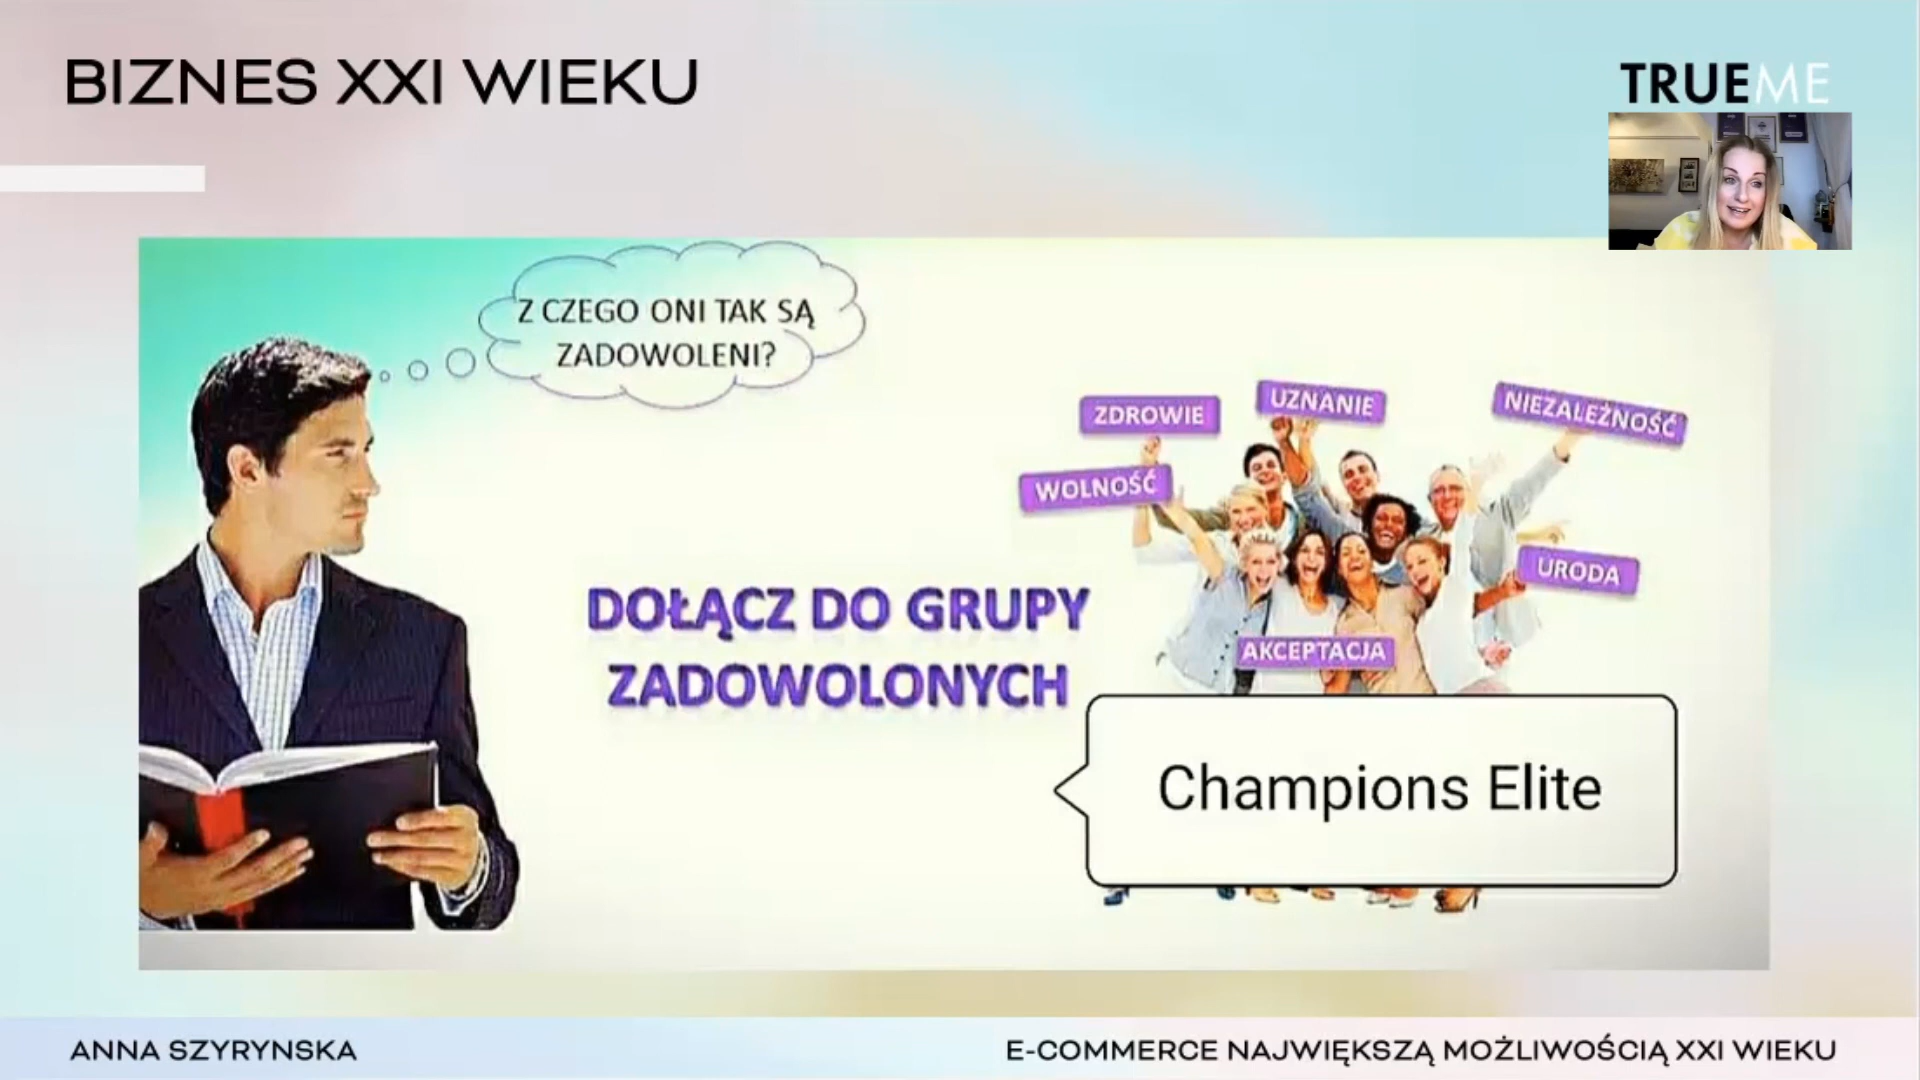 BIZNES XXI WIEKU
TRUEME
Z CZEGO ONI TAK SĄ
ZADOWOLENI?
ZDROWIE
UZNANIE
NIEZALEŻNOŚĆ
WOLNOŚĆ
URODA
DOŁĄCZ DO GRUPY
ZADOWOLONYCH
AKCEPTACJA
Champions Elite
ANNA SZYRYNSKA
E-COMMERCE NAJWIĘKSZĄ MOŻLIWOŚCIĄ XXI WIEKU